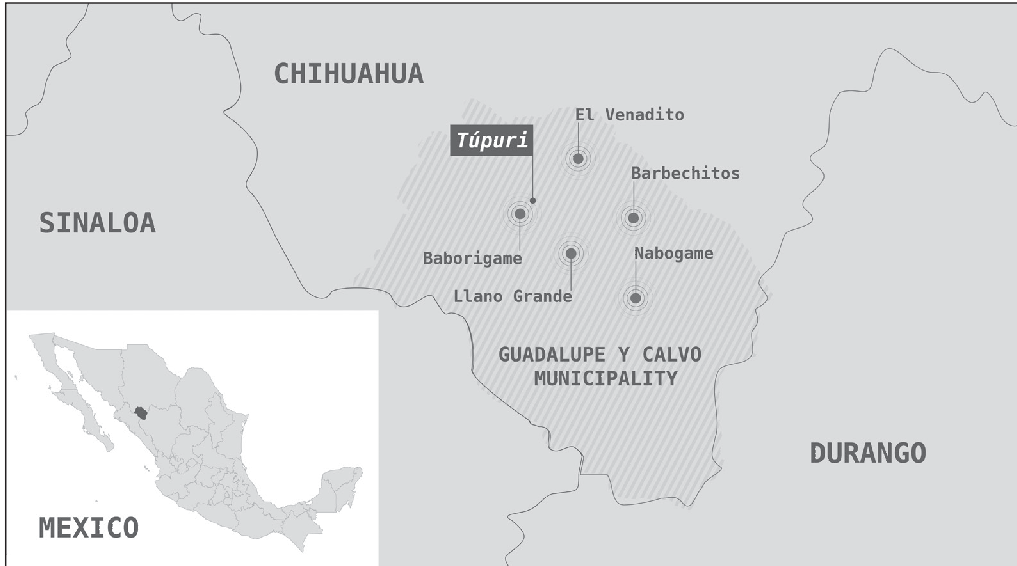 CHIHUAHUA
El Venadito
Túpuri
Barbechitos
SINALOA
Baborigame
Nabogame
Llano Grande
GUADALUPE Y CALVO
MUNICIPALITY
DURANGO
MEXICO